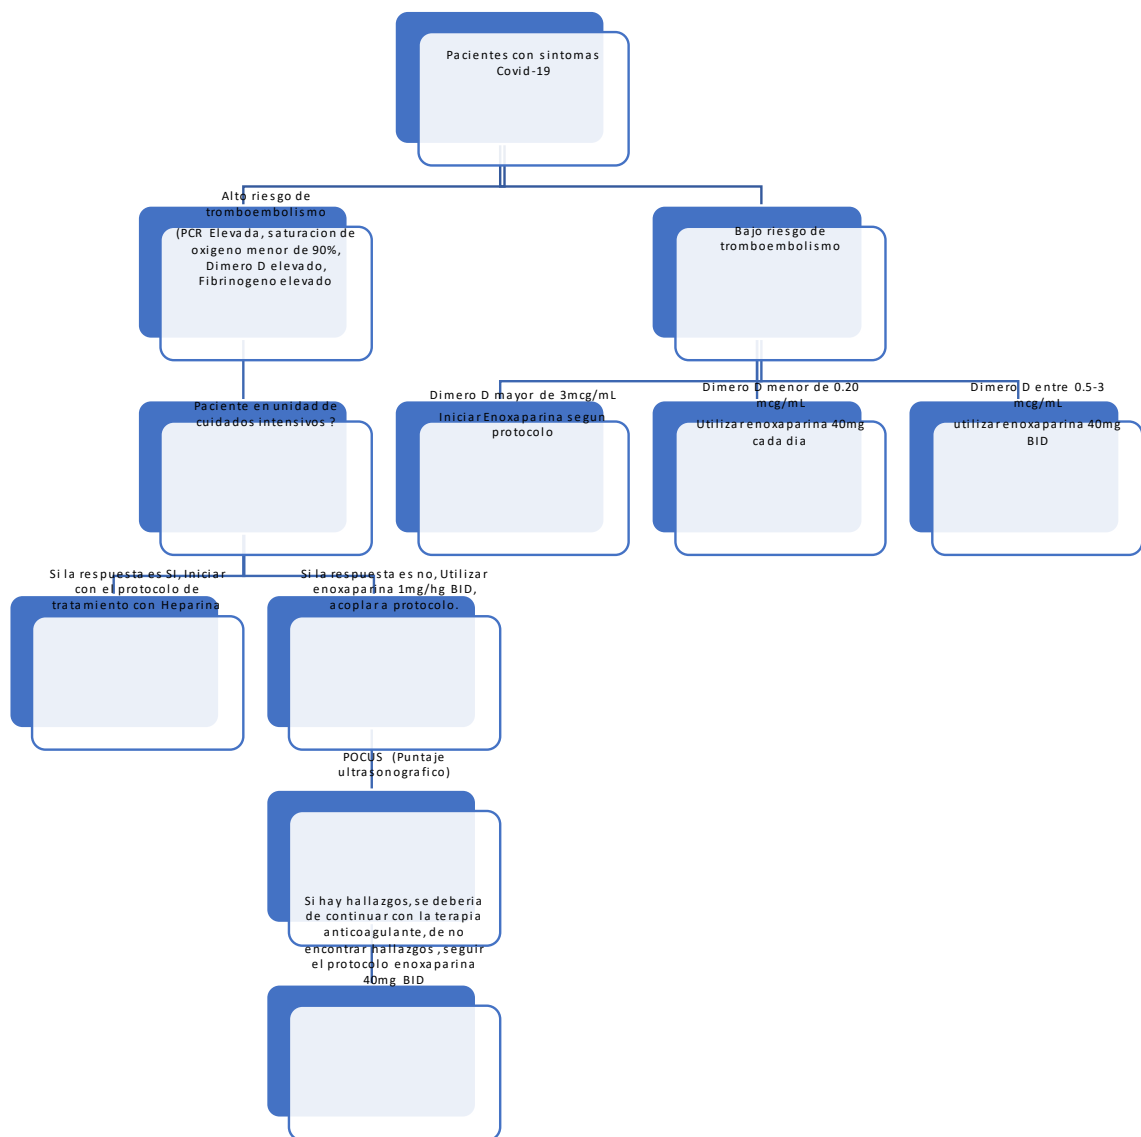 Pacientes con sintomas
Covid-19
Alto riesgo de
tromboembolismo
(PCR Elevada, saturacion de
oxigeno menor de 90%,
Dimero D elevado,
Fibrinogeno elevado
Bajo riesgo de
tromboembolismo
Paciente en unidad de
cuidados intensivos ?
Dimero D mayor de 3mcg/mL
Iniciar Enoxaparina segun
protocolo
Dimero D menor de 0.20
mcg/mL
Utilizar enoxaparina 40mg
cada dia
Dimero D entre 0.5-3
mcg/mL
utilizar enoxaparina 40mg
BID
Si la respuesta es SI, Iniciar
con el protocolo de
tratamiento con Heparina
Si la respuesta es no, Utilizar
enoxaparina 1mg/hg BID,
acoplar a protocolo.
POCUS (Puntaje
ultrasonografico)
Si hay hallazgos, se deberia
de continuar con la terapia
anticoagulante, de no
encontrar hallazgos , seguir
el protocolo enoxaparina
40mg BID